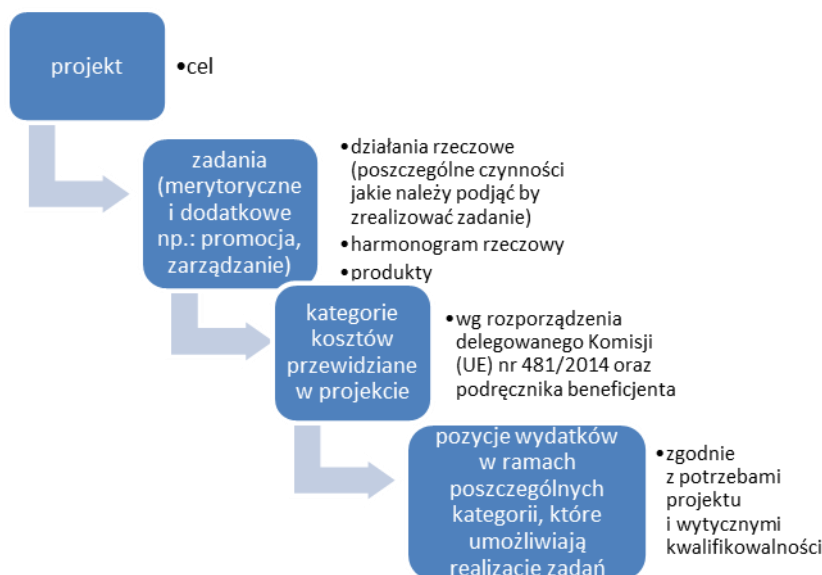 projekt
•cel
zadania
(merytoryczne
i dodatkowe
np.: promocja,
zarządzanie)
•działania rzeczowe
(poszczególne czynności
jakie należy podjąć by
zrealizować zadanie)
•harmonogram rzeczowy
•produkty
kategorie
kosztów
przewidziane
w projekcie
•wg rozporządzenia
delegowanego Komisji
(UE) nr 481/2014 oraz
podręcznika beneficjenta
pozycje wydatków
w ramach
poszczególnych
kategorii, które
umożliwiają
realizację zadań
•zgodnie
z potrzebami
projektu
i wytycznymi
kwalifikowalności